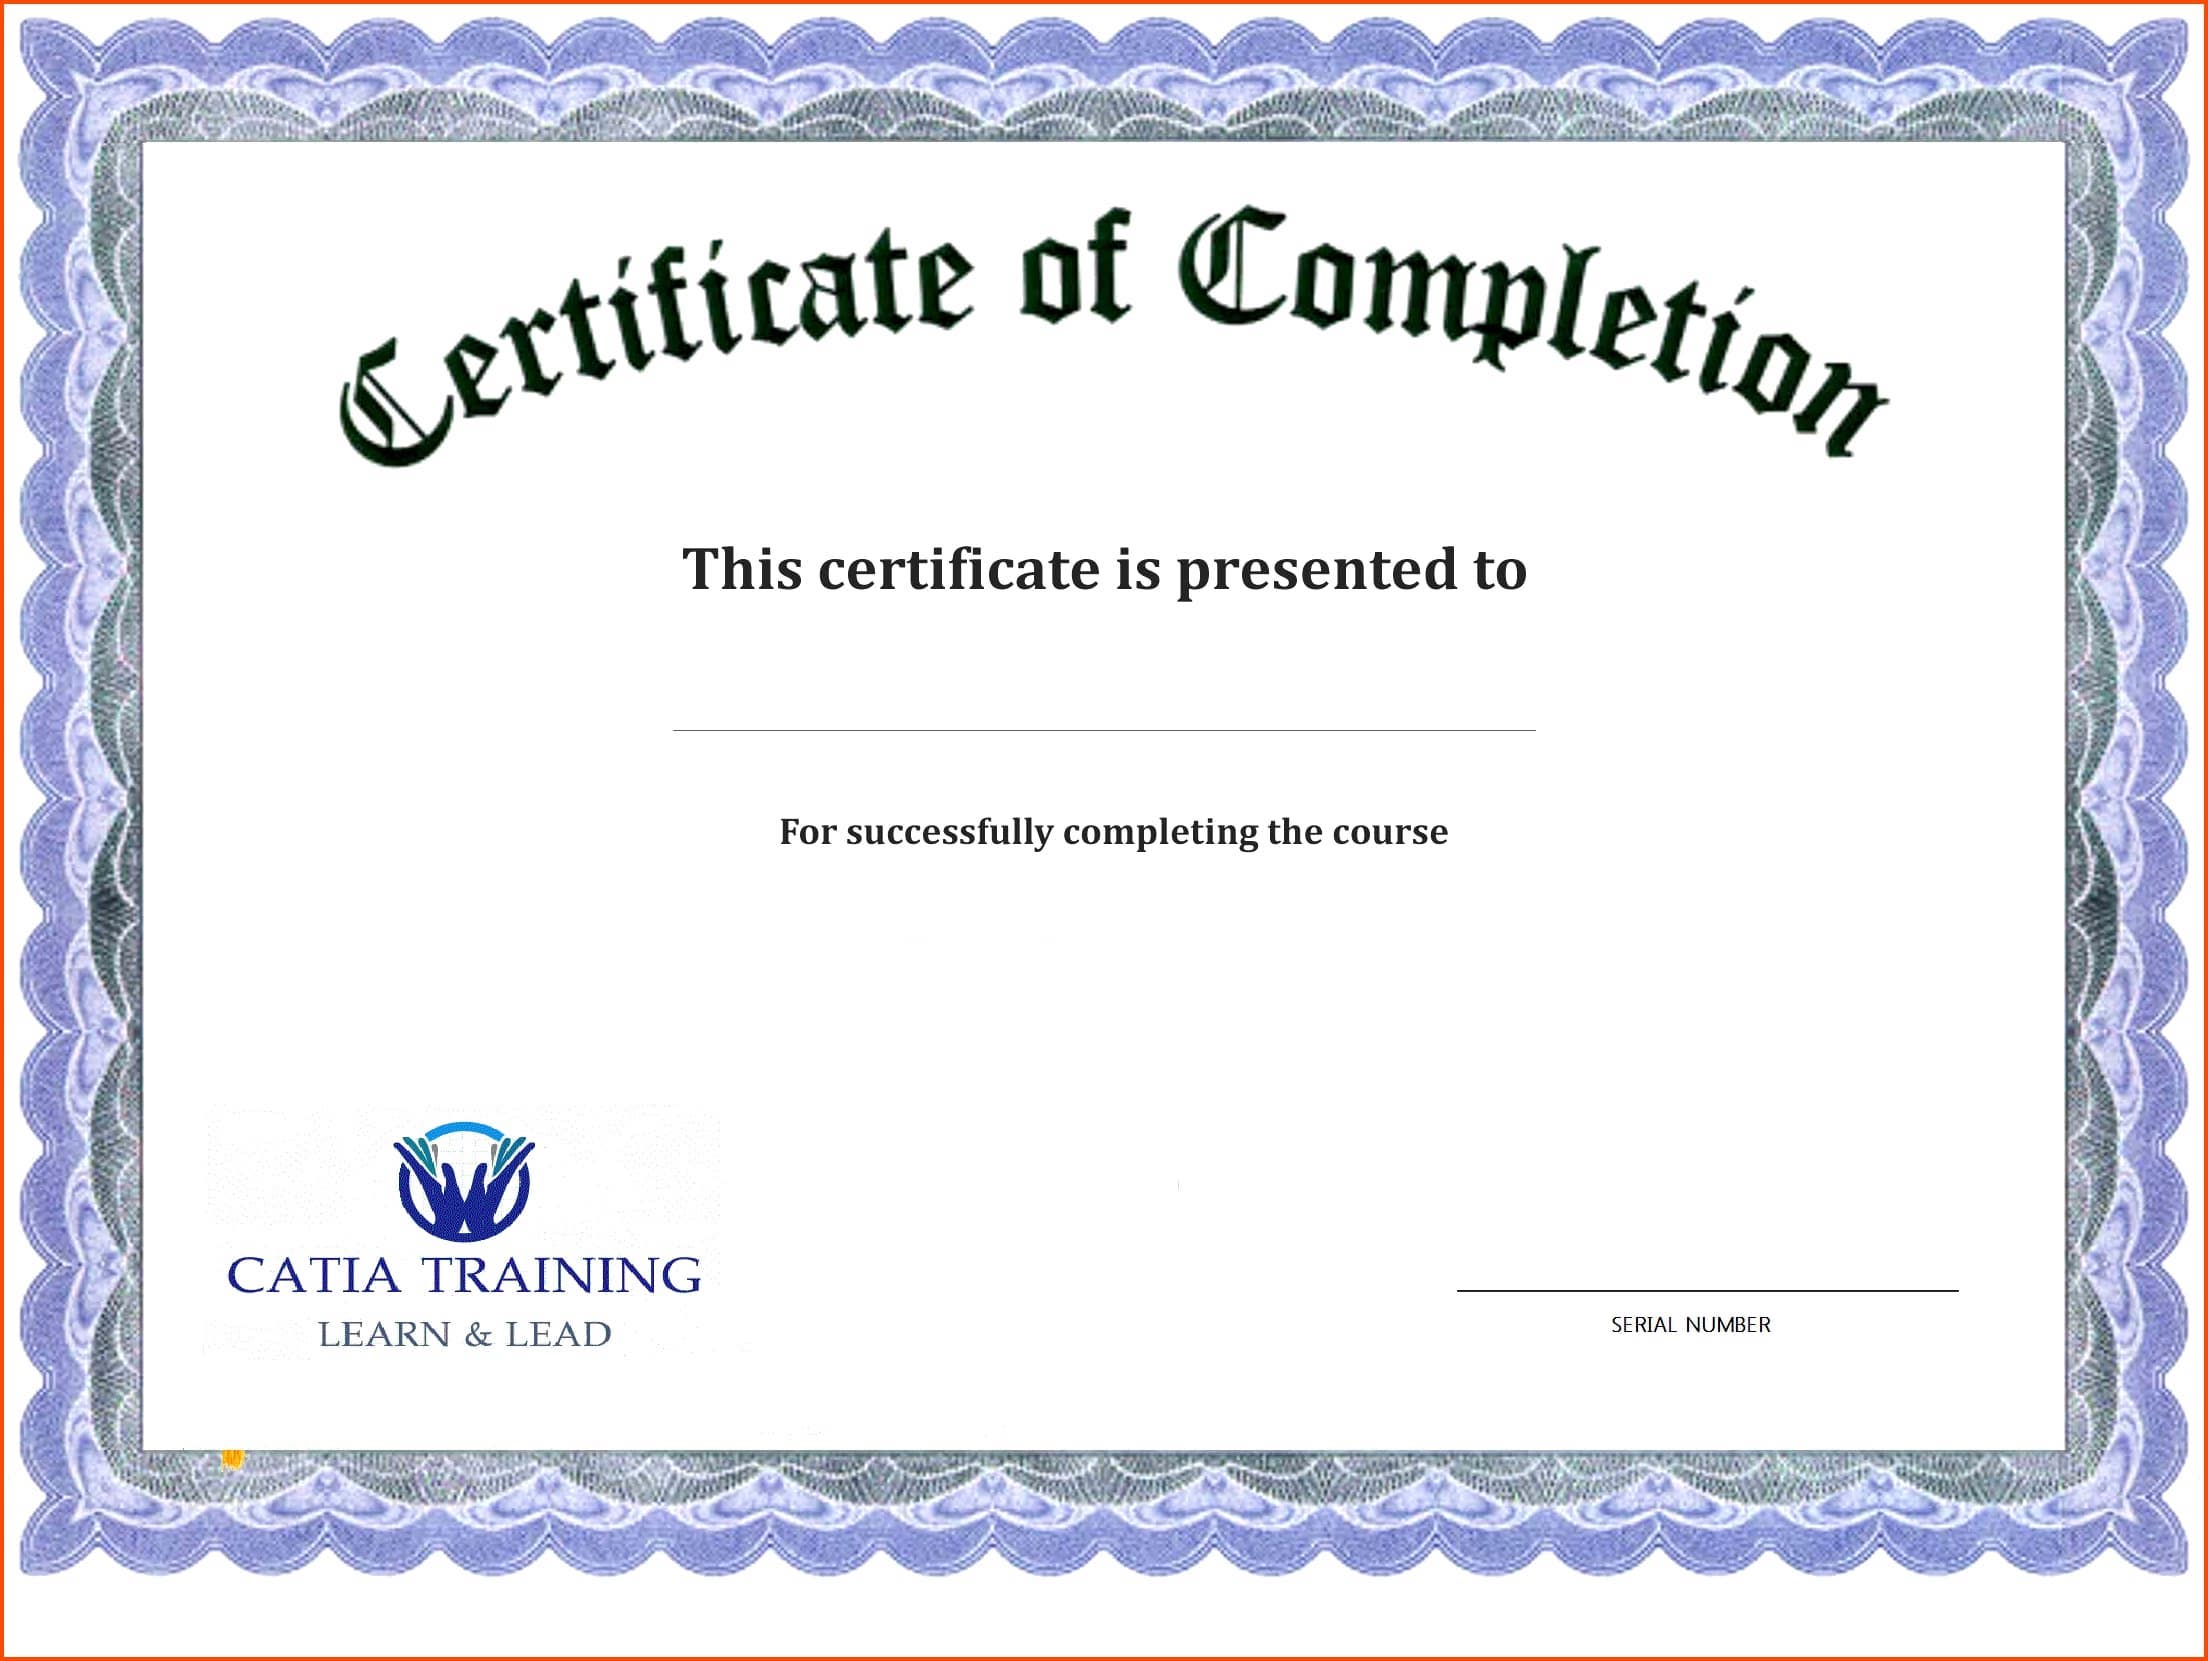 Certificate of Completion
This certificate is presented to
For successfully completing the course
CATIA TRAINING
LEARN & LEAD
SERIAL NUMBER